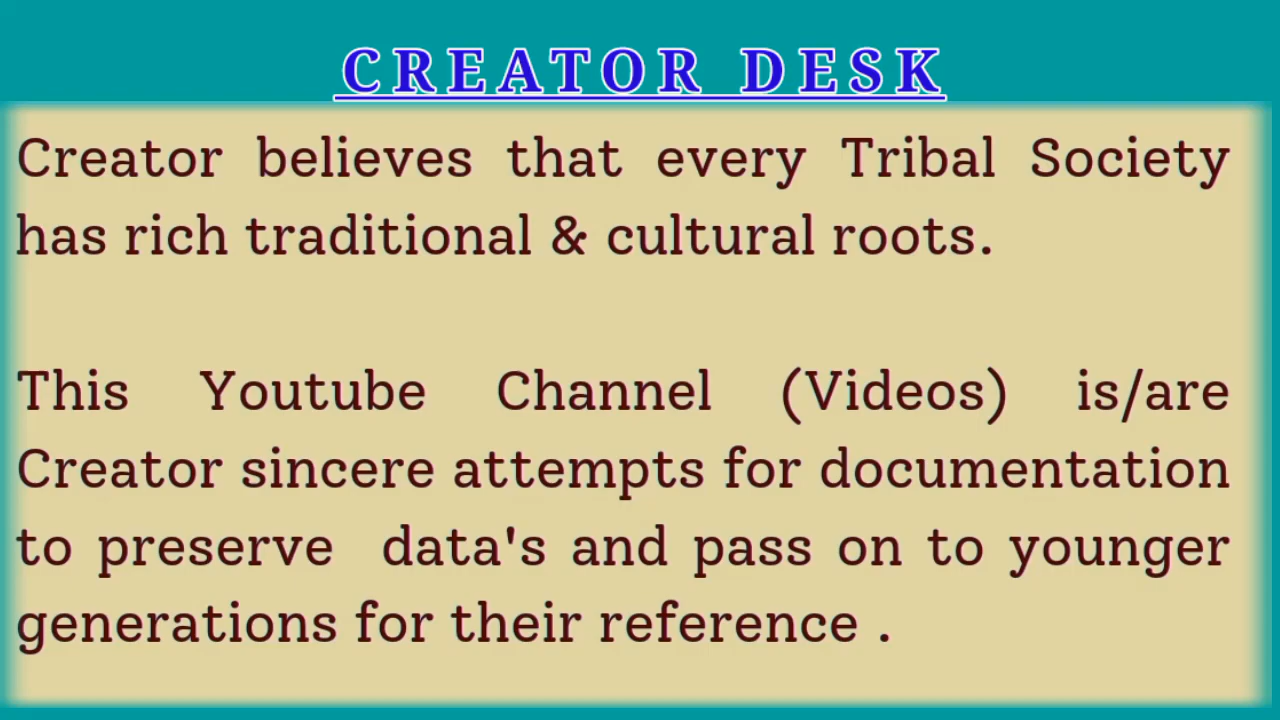 CREATOR DESK
Creator believes that every Tribal Society
has rich traditional & cultural roots.
This Youtube Channel (Videos) is/are
Creator sincere attempts for documentation
to preserve data's and pass on to younger
generations for their reference .